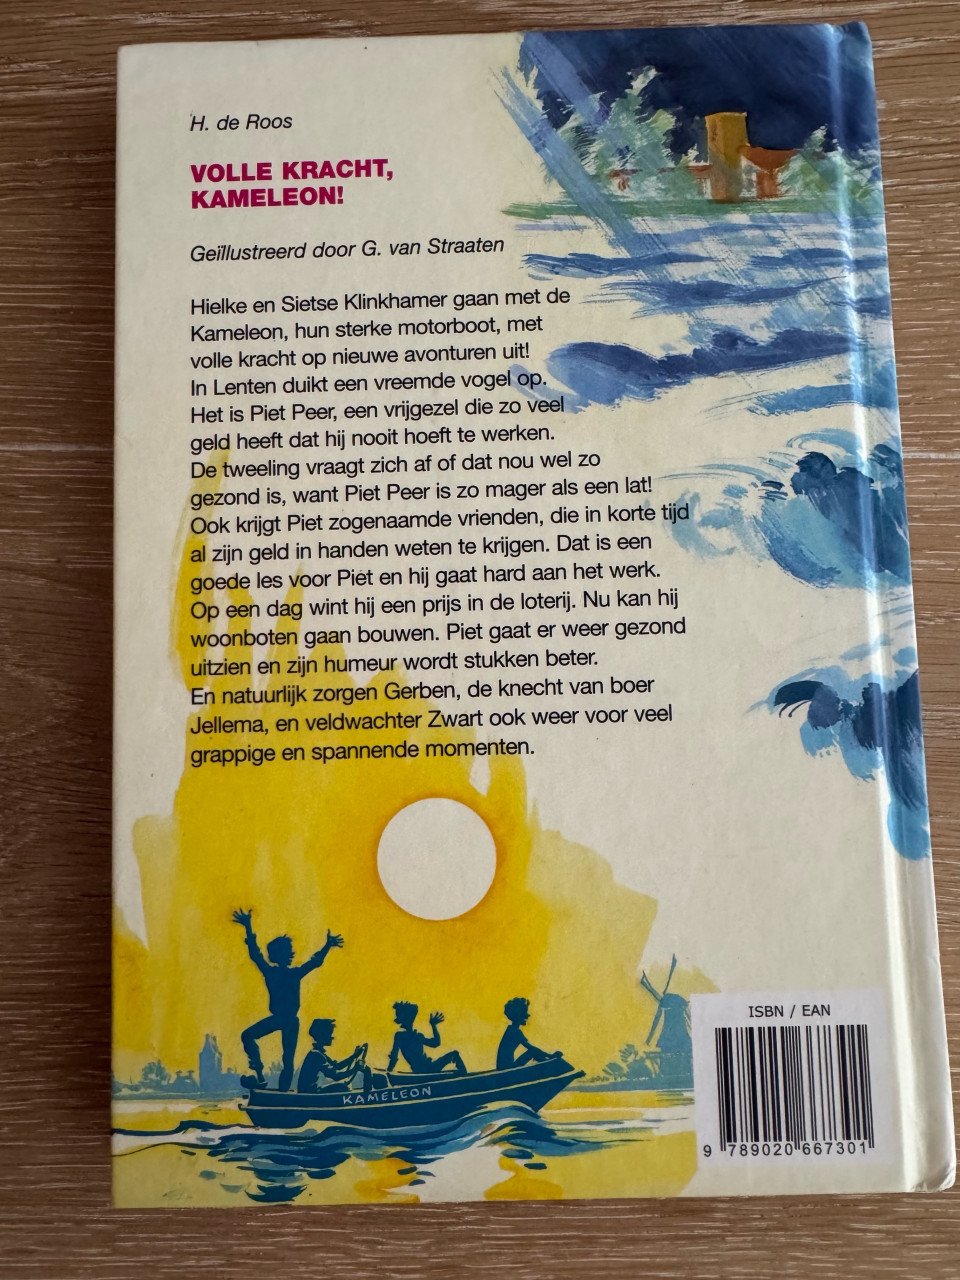 H. de Roos
VOLLE KRACHT,
KAMELEON!
Geïllustreerd door G. van Straaten
Hielke en Sietse Klinkhamer gaan met de
Kameleon, hun sterke motorboot, met
volle kracht op nieuwe avonturen uit!
In Lenten duikt een vreemde vogel op.
Het is Piet Peer, een vrijgezel die zo veel
geld heeft dat hij nooit hoeft te werken.
De tweeling vraagt zich af of dat nou wel zo
gezond is, want Piet Peer is zo mager als een lat!
Ook krijgt Piet zogenaamde vrienden, die in korte tijd
al zijn geld in handen weten te krijgen. Dat is een
goede les voor Piet en hij gaat hard aan het werk.
Op een dag wint hij een prijs in de loterij. Nu kan hij
woonboten gaan bouwen. Piet gaat er weer gezond
uitzien en zijn humeur wordt stukken beter.
En natuurlijk zorgen Gerben, de knecht van boer
Jellema, en veldwachter Zwart ook weer voor veel
grappige en spannende momenten.
KAMELEON
ISBN / EAN
9 789020 667301